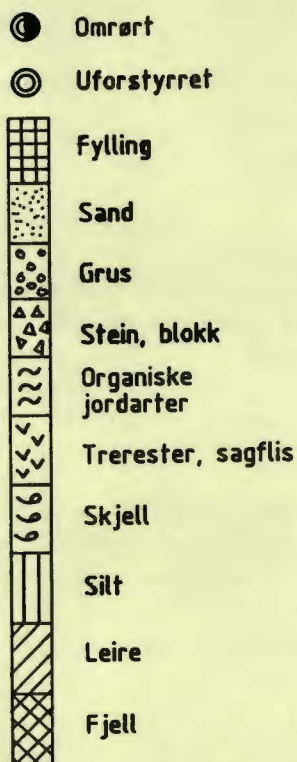 Omrørt
Uforstyrret
Fylling
Sand
Grus
Stein, blokk
Organiske
jordarter
Trerester, sagflis
Skjell
Silt
Leire
Fjell